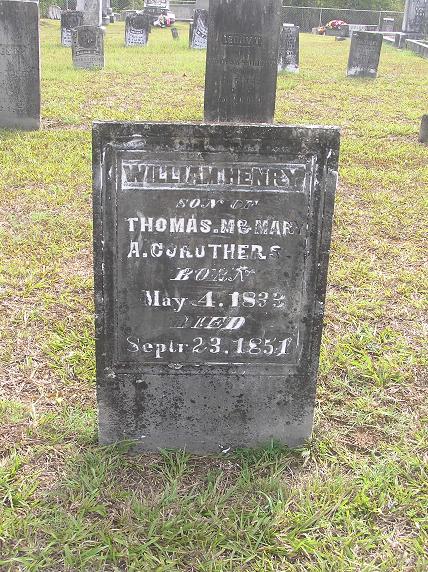 WILLIAM HENRY
SON OF
THOMAS. M & MARY
A. CORUTHERS
BORN
May 4. 1833
DIED
Septr 23. 1851